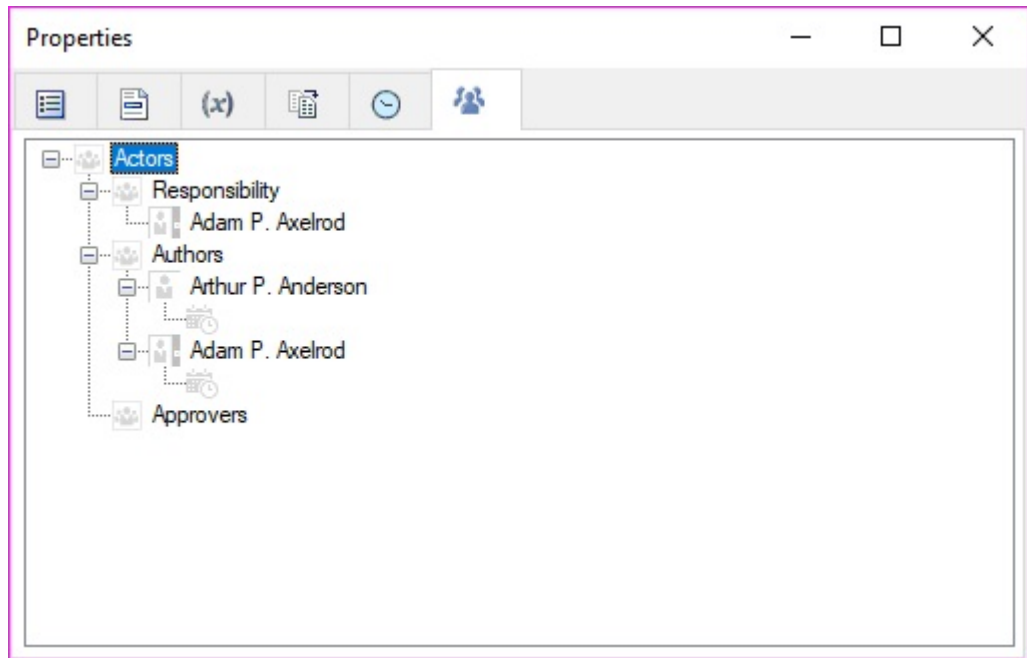 Properties
(x)
Actors
Responsibility
Adam P. Axelrod
Authors
Arthur P. Anderson
Adam P. Axelrod
Approvers